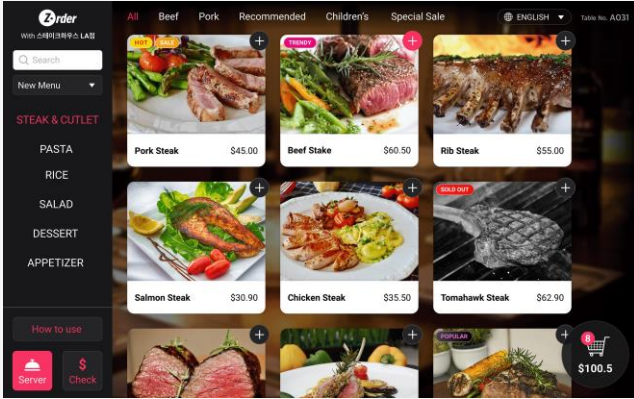 Zorder
With 스테이크하우스 LA점
Search
New Menu
STEAK & CUTLET
PASTA
RICE
SALAD
DESSERT
APPETIZER
How to use
Server
$
Check
All Beef Pork Recommended Children's Special Sale
ENGLISH
Table No. A031
HOT SALE
Pork Steak $45.00
TRENDY
Beef Stake $60.50
Rib Steak $55.00
Salmon Steak $30.90
Chicken Steak $35.50
SOLD OUT
Tomahawk Steak $62.90
POPULAR
8
$100.5